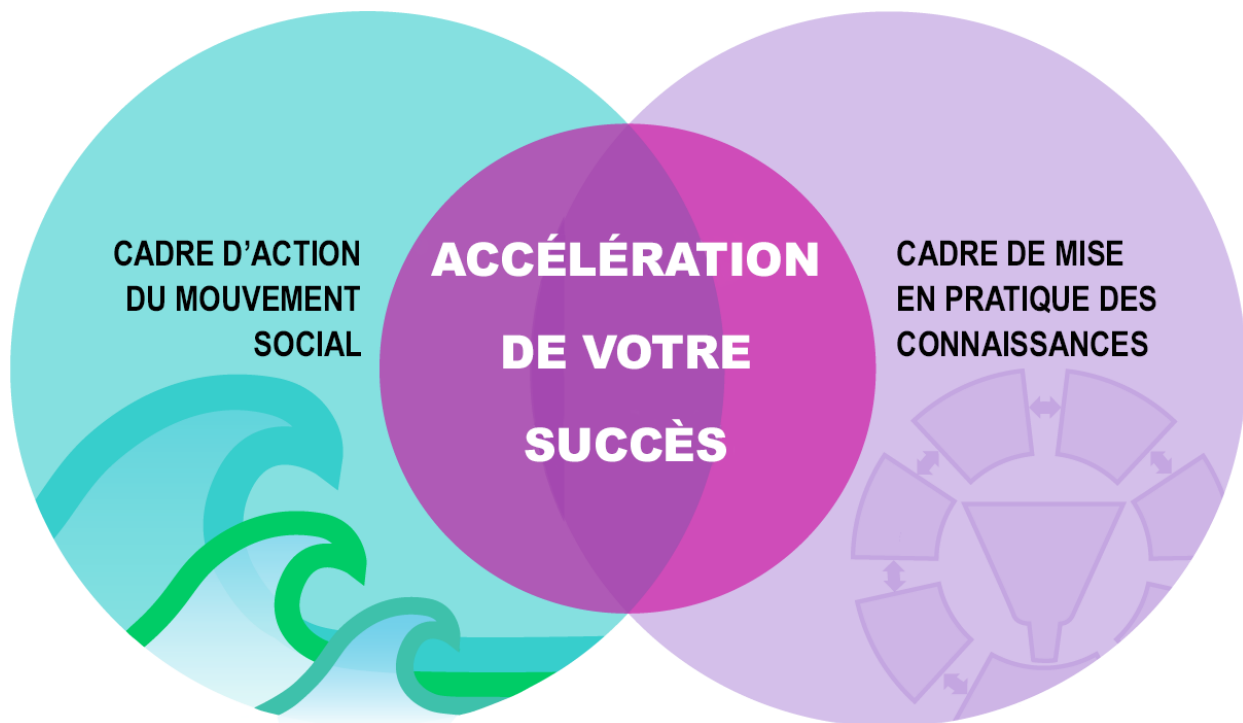 CADRE D’ACTION
DU MOUVEMENT
SOCIAL
ACCÉLÉRATION
DE VOTRE
SUCCÈS
CADRE DE MISE
EN PRATIQUE DES
CONNAISSANCES